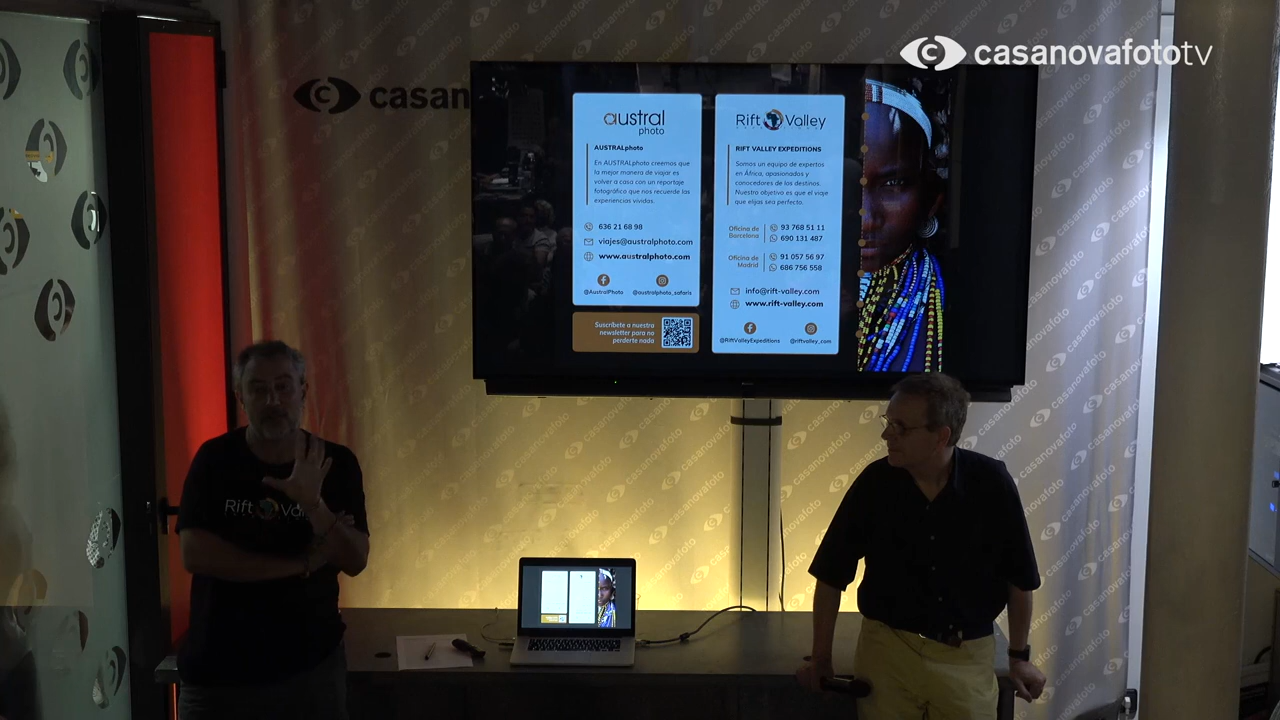 casanovafototv
casan
austral
photo
AUSTRALphoto
En AUSTRALphoto creemos que
la mejor manera de viajar es
volver a casa con un reportaje
fotográfico que nos recuerde las
experiencias vividas.
636 21 68 98
viajes@australphoto.com
www.australphoto.com
@AustralPhoto
@australphoto_safaris
Suscríbete a nuestra
newsletter para no
perderte nada
Rift Valley
RIFT VALLEY EXPEDITIONS
Somos un equipo de expertos
en África, apasionados y
conocedores de los destinos.
Nuestro objetivo es que el viaje
que elijas sea perfecto.
Oficina de
Barcelona
93 768 51 11
690 131 487
Oficina de
Madrid
91 057 56 97
686 756 558
info@rift-valley.com
www.rift-valley.com
@RiftValleyExpeditions
@riftvalley_com
Rift Val
casanovafoto